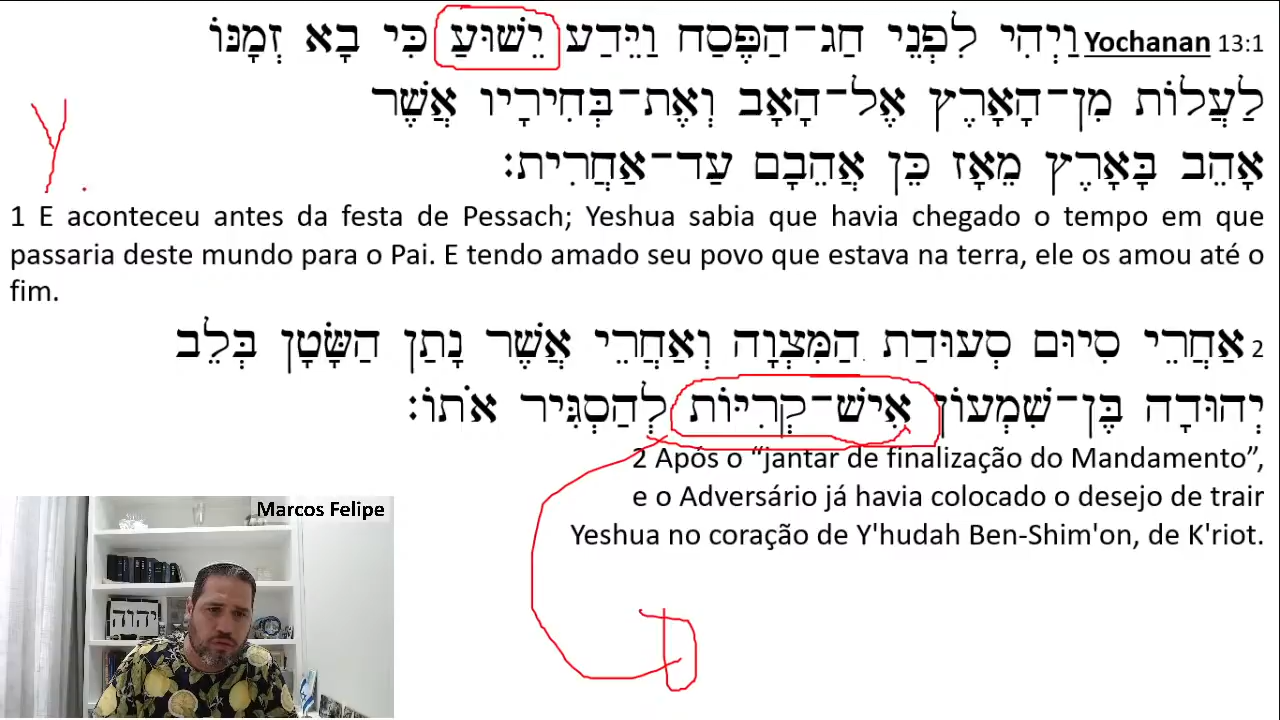 Yochanan 13:1 וַיְהִי לִפְנֵי חַג־הַפֶּסַח וַיֵּדַע יֵשׁוּעַ כִּי בָא זְמַנּוֹ
לַעֲלוֹת מִן־הָאָרֶץ אֶל־הָאָב וְאֶת־בְּחִירָיו אֲשֶׁר
אָהֵב בָּאָרֶץ מֵאָז כֵּן אֲהֵבָם עַד־אַחֲרִית׃
1 E aconteceu antes da festa de Pessach; Yeshua sabia que havia chegado o tempo em que
passaria deste mundo para o Pai. E tendo amado seu povo que estava na terra, ele os amou até o
fim.
2 אַחֲרֵי סִיוּם סְעוּדַת הַמִּצְוָה וְאַחֲרֵי אֲשֶׁר נָתַן הַשָּׂטָן בְּלֵב
יְהוּדָה בֶּן־שִׁמְעוֹן אִישׁ־קְרִיּוֹת לְהַסְגִּיר אֹתוֹ׃
2 Após o “jantar de finalização do Mandamento”,
e o Adversário já havia colocado o desejo de trair
Yeshua no coração de Y'hudah Ben-Shim'on, de K'riot.
Marcos Felipe
יהוה